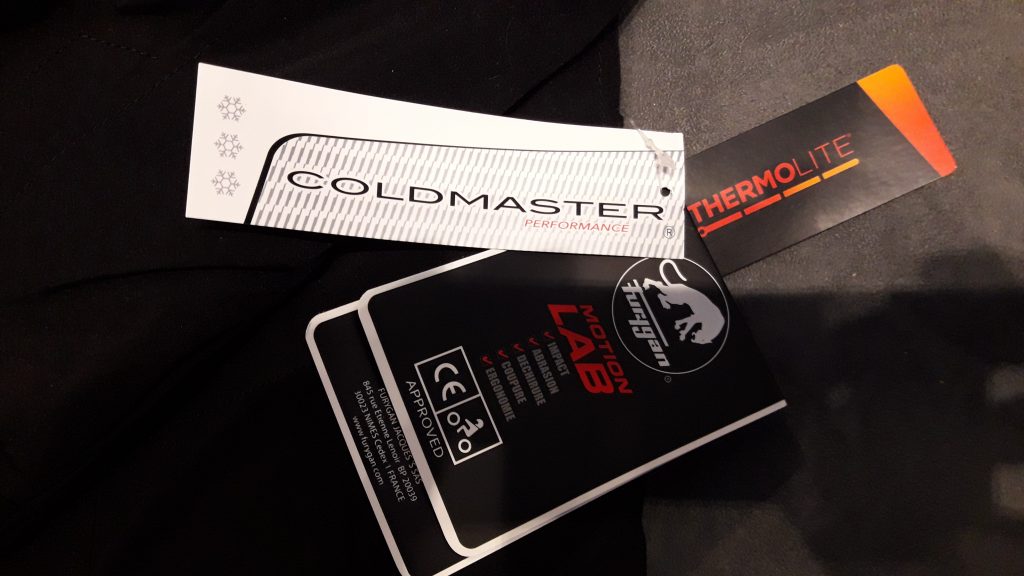 COLDMASTER
PERFORMANCE
®
THERMOLITE
furygan
®
MOTION
LAB
✓ IMPACT
✓ ABRASION
✓ DECHIRURE
✓ COUPURE
✓ ERGONOMIE
CE
APPROVED
FURYGAN JACQUES S SAS
845 rue Etienne Lenoir BP 20039
30023 NIMES Cedex 1 FRANCE
www.furygan.com